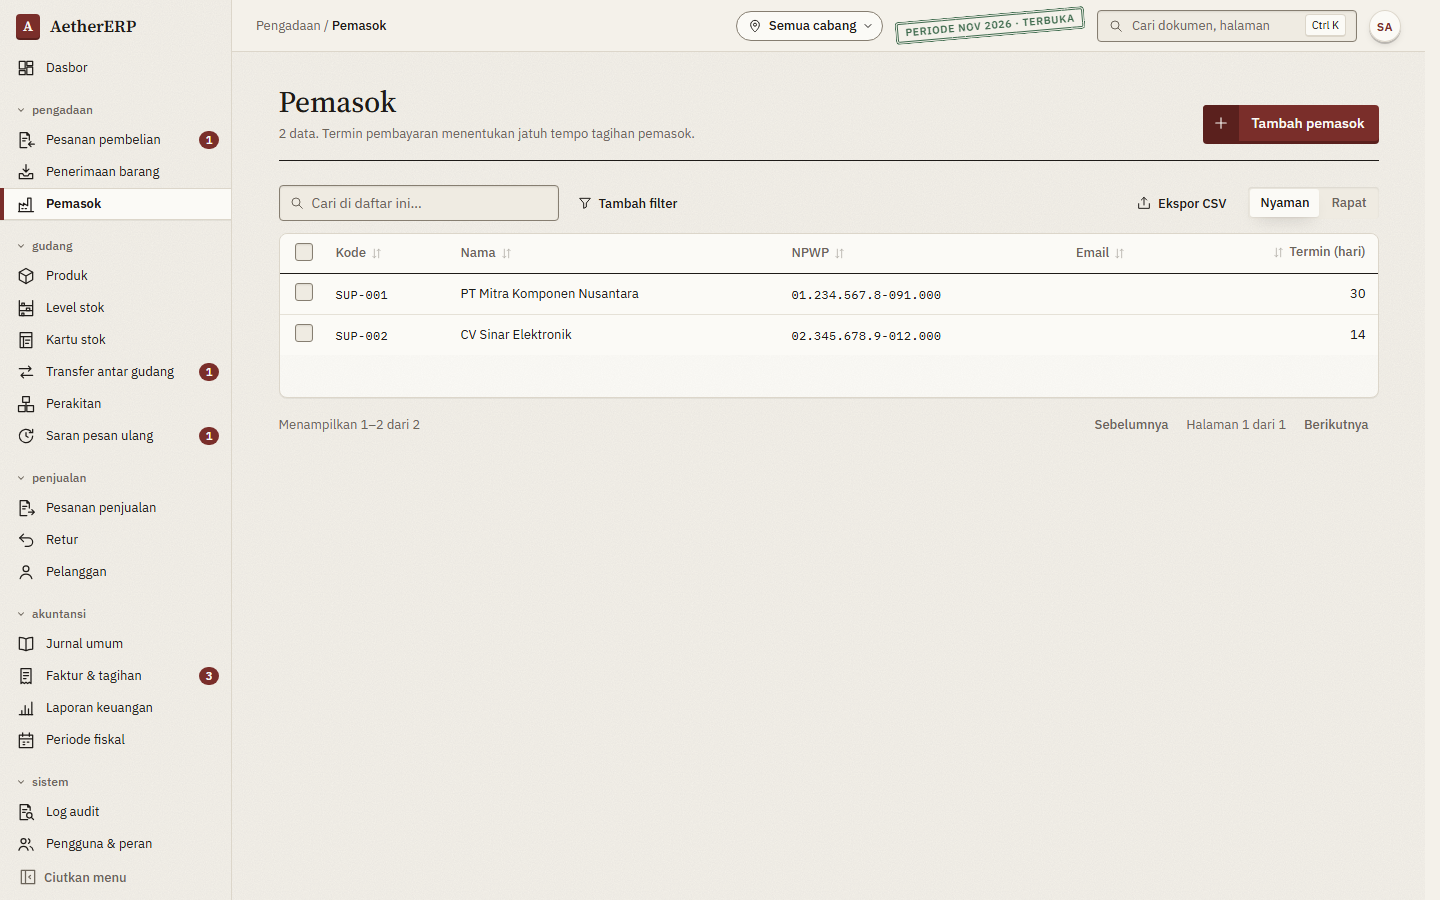 A AetherERP
Dasbor
pengadaan
Pesanan pembelian 1
Penerimaan barang
Pemasok
gudang
Produk
Level stok
Kartu stok
Transfer antar gudang 1
Perakitan
Saran pesan ulang 1
penjualan
Pesanan penjualan
Retur
Pelanggan
akuntansi
Jurnal umum
Faktur & tagihan 3
Laporan keuangan
Periode fiskal
sistem
Log audit
Pengguna & peran
Ciutkan menu
Pengadaan / Pemasok
Semua cabang
PERIODE NOV 2026 · TERBUKA
Cari dokumen, halaman Ctrl K
SA
Pemasok
2 data. Termin pembayaran menentukan jatuh tempo tagihan pemasok.
Tambah pemasok
Cari di daftar ini...
Tambah filter
Ekspor CSV
Nyaman Rapat
Kode Nama NPWP Email Termin (hari)
SUP-001 PT Mitra Komponen Nusantara 01.234.567.8-091.000 30
SUP-002 CV Sinar Elektronik 02.345.678.9-012.000 14
Menampilkan 1–2 dari 2
Sebelumnya Halaman 1 dari 1 Berikutnya